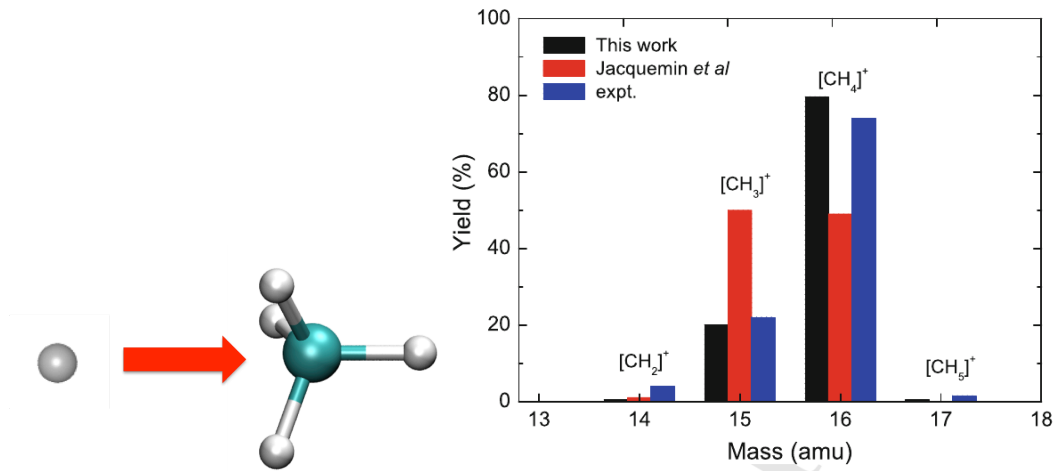 100
80
60
40
20
0
Yield (%)
This work
Jacquemin et al
expt.
[CH₂]⁺
[CH₃]⁺
[CH₄]⁺
[CH₅]⁺
13 14 15 16 17 18
Mass (amu)